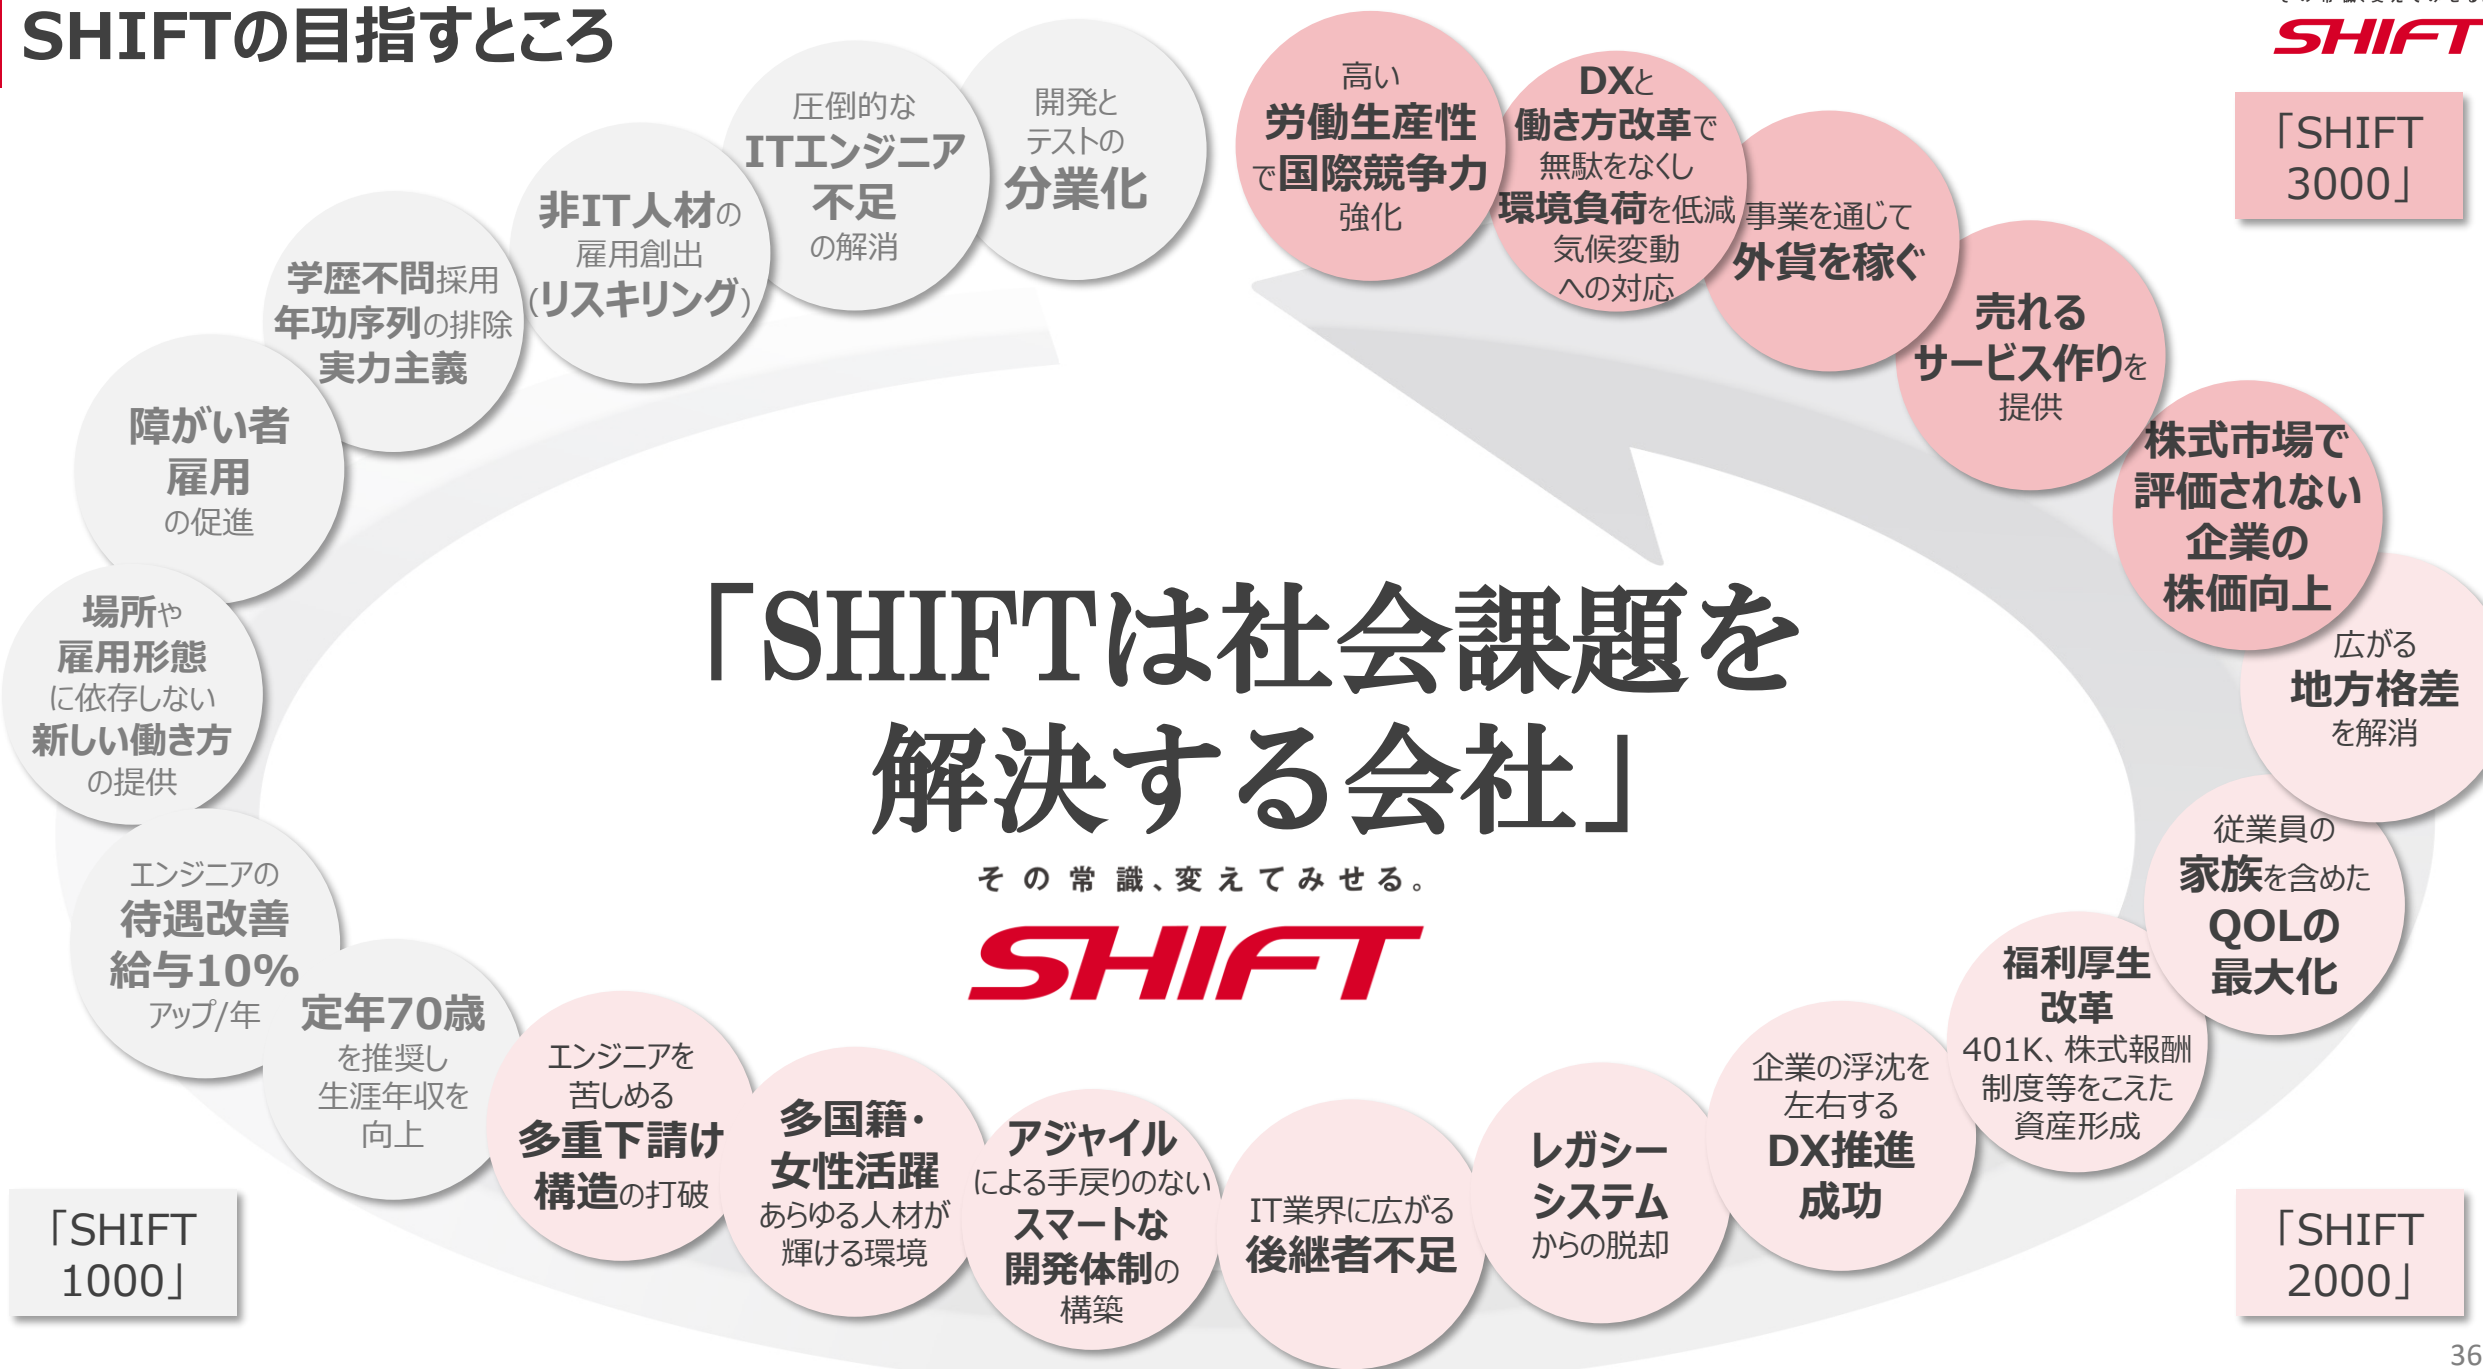 SHIFTの目指すところ
その常識、変えてみせる。
SHIFT
「SHIFT
3000」
開発と
テストの
分業化
圧倒的な
ITエンジニア
不足
の解消
非IT人材の
雇用創出
(リスキリング)
学歴不問採用
年功序列の排除
実力主義
障がい者
雇用
の促進
場所や
雇用形態
に依存しない
新しい働き方
の提供
エンジニアの
待遇改善
給与10%
アップ/年
定年70歳
を推奨し
生涯年収を
向上
「SHIFT
1000」
エンジニアを
苦しめる
多重下請け
構造の打破
多国籍・
女性活躍
あらゆる人材が
輝ける環境
アジャイル
による手戻りのない
スマートな
開発体制の
構築
IT業界に広がる
後継者不足
レガシー
システム
からの脱却
企業の浮沈を
左右する
DX推進
成功
福利厚生
改革
401K、株式報酬
制度等をこえた
資産形成
従業員の
家族を含めた
QOLの
最大化
広がる
地方格差
を解消
「SHIFT
2000」
株式市場で
評価されない
企業の
株価向上
売れる
サービス作りを
提供
事業を通じて
外貨を稼ぐ
DXと
働き方改革で
無駄をなくし
環境負荷を低減
気候変動
への対応
高い
労働生産性
で国際競争力
強化
「SHIFTは社会課題を
解決する会社」
その常識、変えてみせる。
SHIFT
36